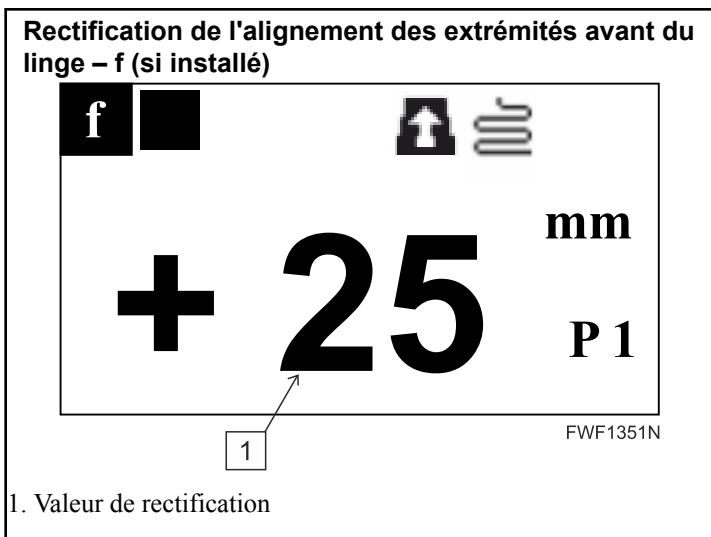 Rectification de l'alignement des extrémités avant du
linge – f (si installé)
f
mm
+ 25
P 1
1
FWF1351N
1. Valeur de rectification